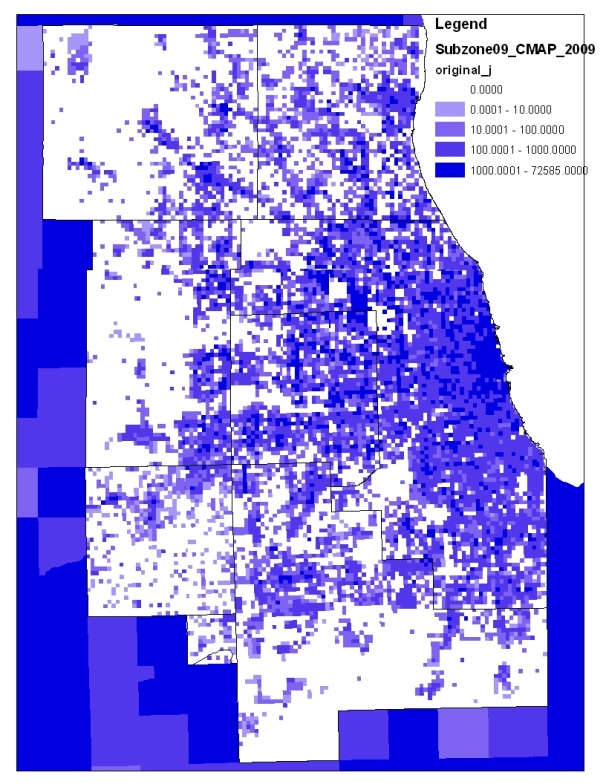 Legend
Subzone09_CMAP_2009
original_j
0.0000
0.0001 - 10.0000
10.0001 - 100.0000
100.0001 - 1000.0000
1000.0001 - 72585.0000